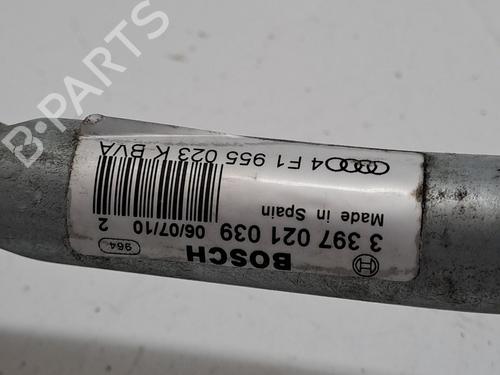 BOSCH
964
3 397 021 039 06/07/10 2
Made in Spain
4 F1 955 023 K BVA
B-PARTS